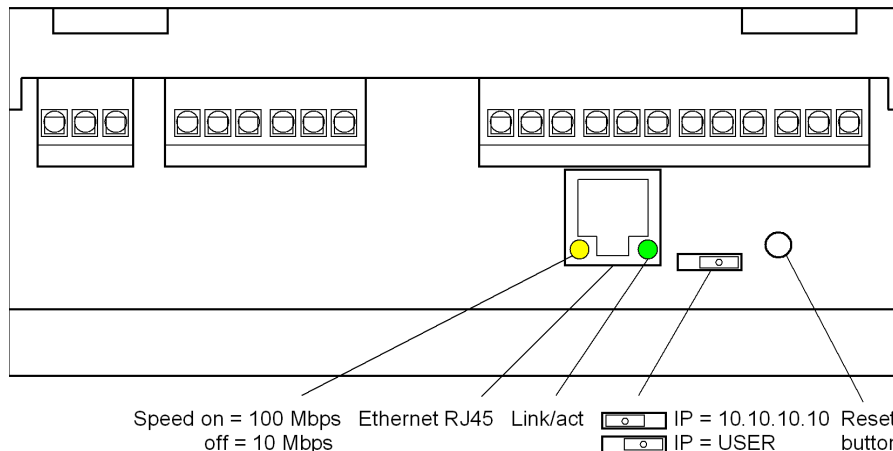 Speed on = 100 Mbps Ethernet RJ45 Link/act IP = 10.10.10.10 Reset
off = 10 Mbps IP = USER button